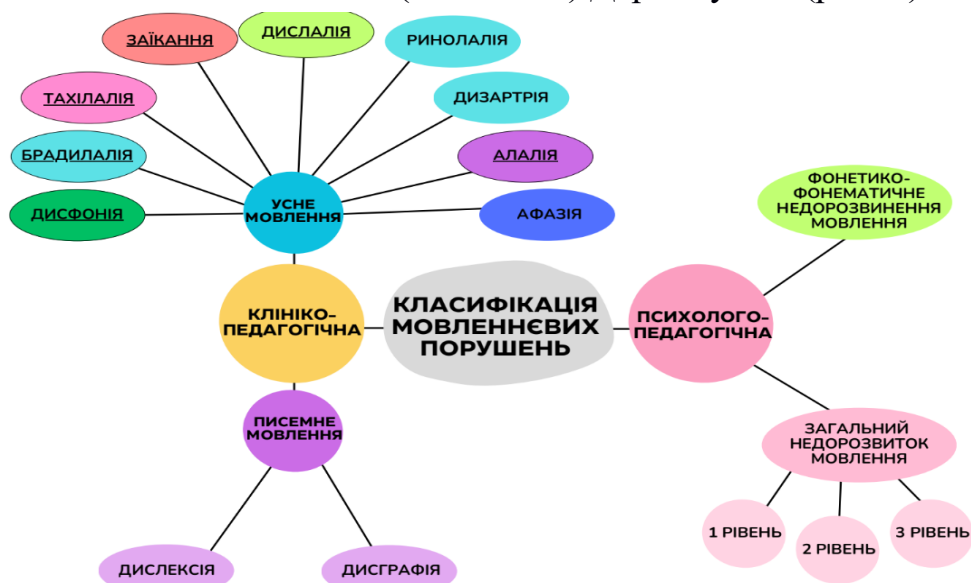 ЗАЇКАННЯ
ДИСЛАЛІЯ
РИНОЛАЛІЯ
ТАХІЛАЛІЯ
ДИЗАРТРІЯ
БРАДИЛАЛІЯ
АЛАЛІЯ
ДИСФОНІЯ
УСНЕ
МОВЛЕННЯ
АФАЗІЯ
ФОНЕТИКО-
ФОНЕМАТИЧНЕ
НЕДОРОЗВИНЕННЯ
МОВЛЕННЯ
КЛІНІКО-
ПЕДАГОГІЧНА
КЛАСИФІКАЦІЯ
МОВЛЕННЄВИХ
ПОРУШЕНЬ
ПСИХОЛОГО-
ПЕДАГОГІЧНА
ПИСЕМНЕ
МОВЛЕННЯ
ЗАГАЛЬНИЙ
НЕДОРОЗВИТОК
МОВЛЕННЯ
1 РІВЕНЬ
2 РІВЕНЬ
3 РІВЕНЬ
ДИСЛЕКСІЯ
ДИСГРАФІЯ